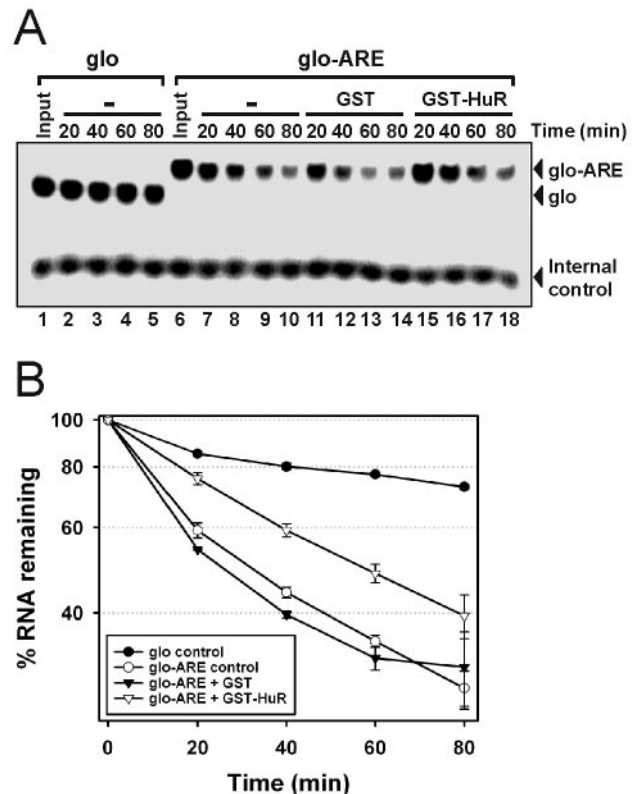 A
glo glo-ARE
Input - Input - GST GST-HuR
20 40 60 80 20 40 60 80 20 40 60 80 20 40 60 80 Time (min)
glo-ARE
glo
Internal
control
1 2 3 4 5 6 7 8 9 10 11 12 13 14 15 16 17 18
B
% RNA remaining
100
80
60
40
glo control
glo-ARE control
glo-ARE + GST
glo-ARE + GST-HuR
0 20 40 60 80
Time (min)